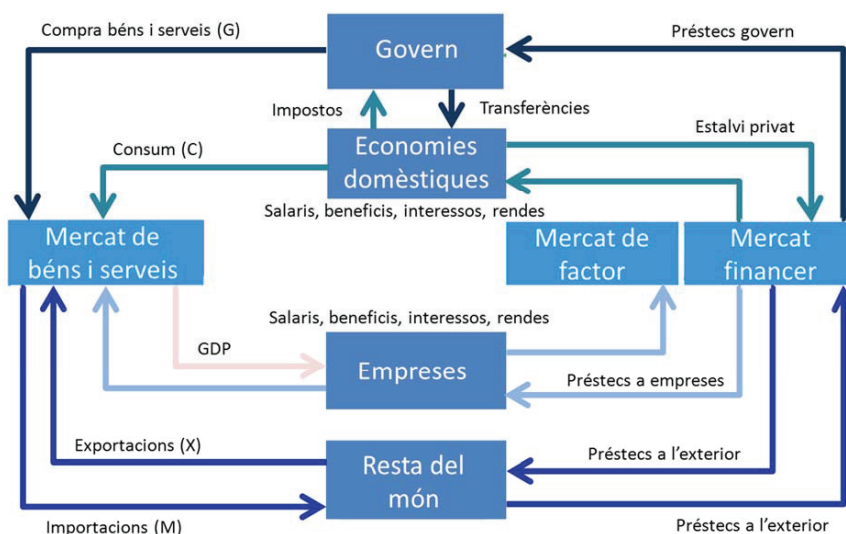 Compra béns i serveis (G)
Govern
Préstecs govern
Impostos
Transferències
Estalvi privat
Consum (C)
Economies
domèstiques
Salaris, beneficis, interessos, rendes
Mercat de
béns i serveis
Mercat de
factor
Mercat
financer
Salaris, beneficis, interessos, rendes
GDP
Empreses
Préstecs a empreses
Exportacions (X)
Resta del
món
Préstecs a l'exterior
Importacions (M)
Préstecs a l'exterior